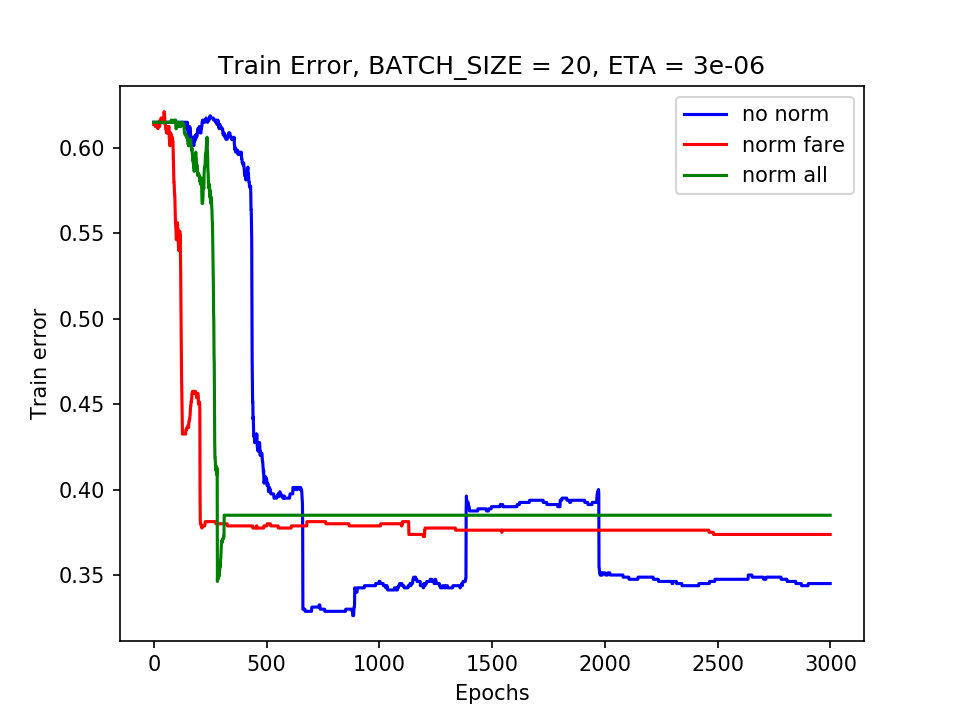 Train Error, BATCH_SIZE = 20, ETA = 3e-06
no norm
norm fare
norm all
Train error
0.60
0.55
0.50
0.45
0.40
0.35
0
500
1000
1500
2000
2500
3000
Epochs